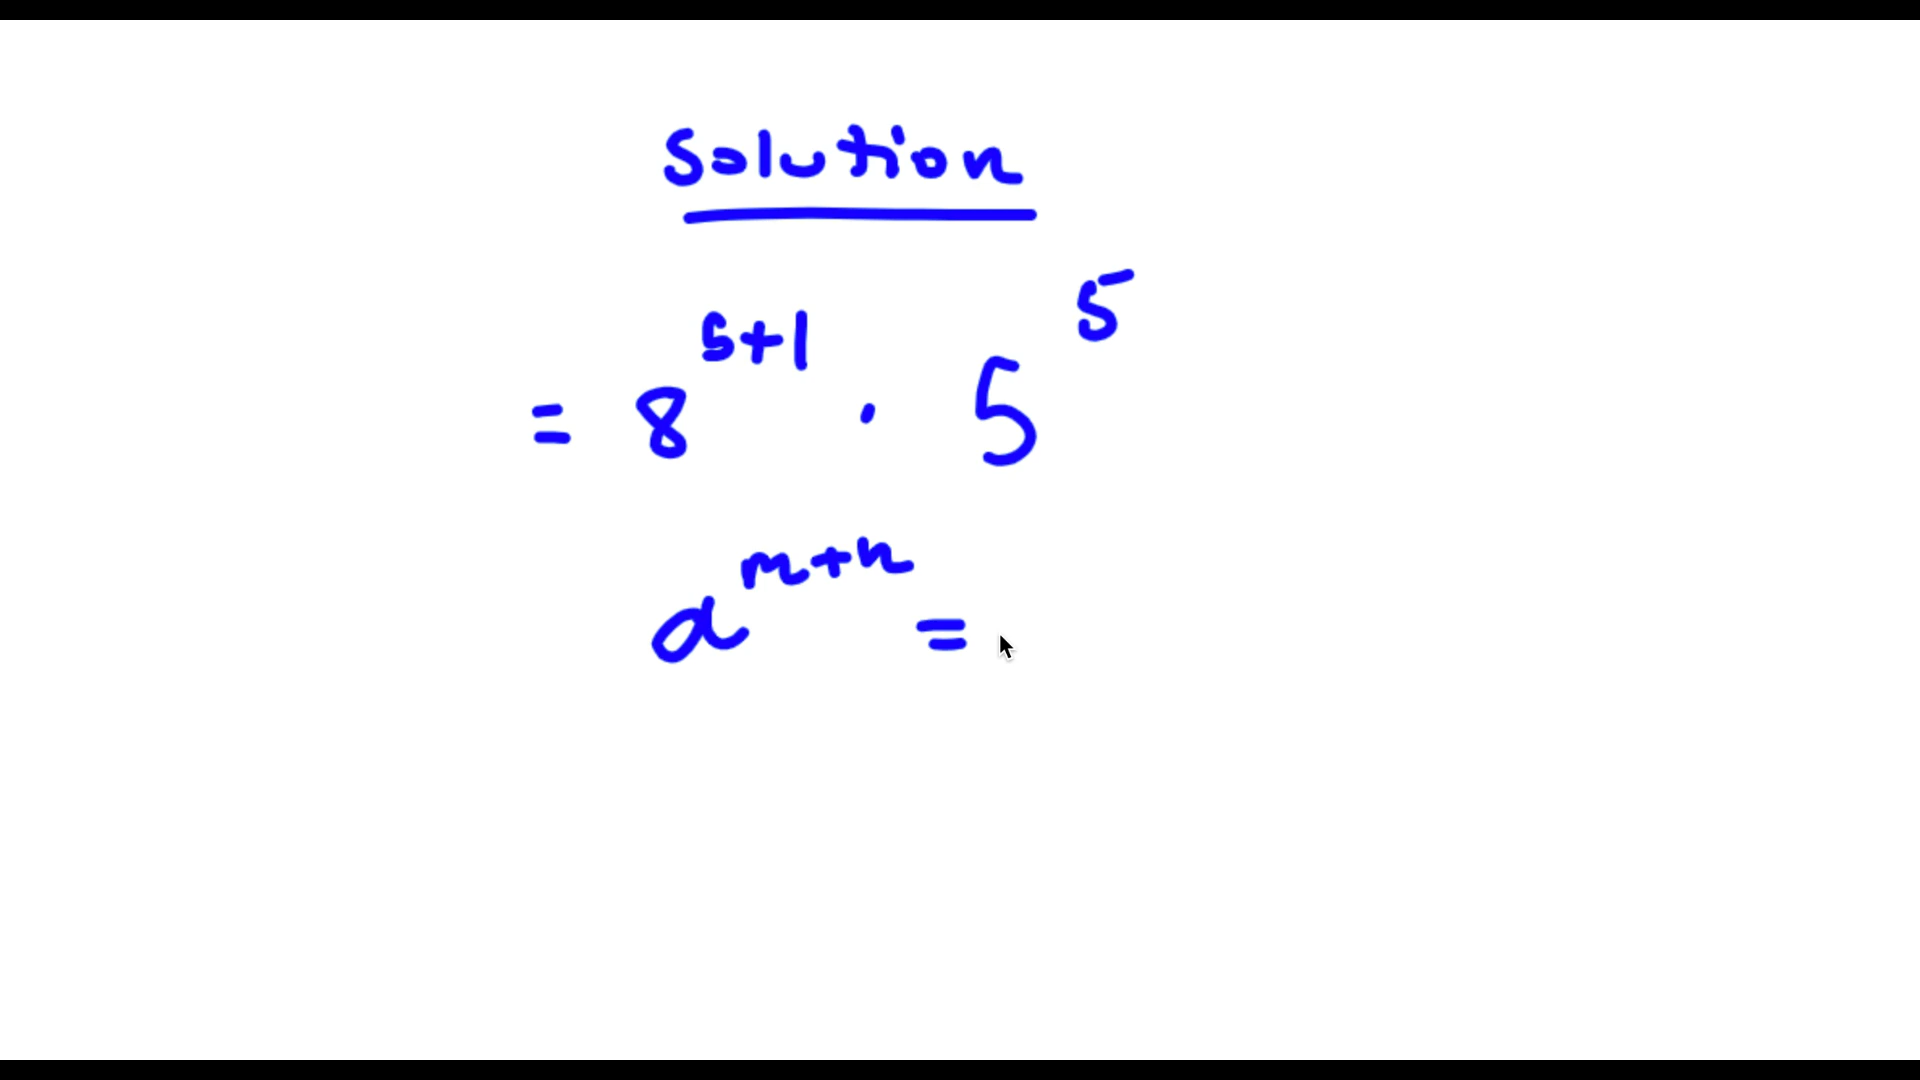 Solution
= 8^{5+1} · 5^5
a^{m+n} =